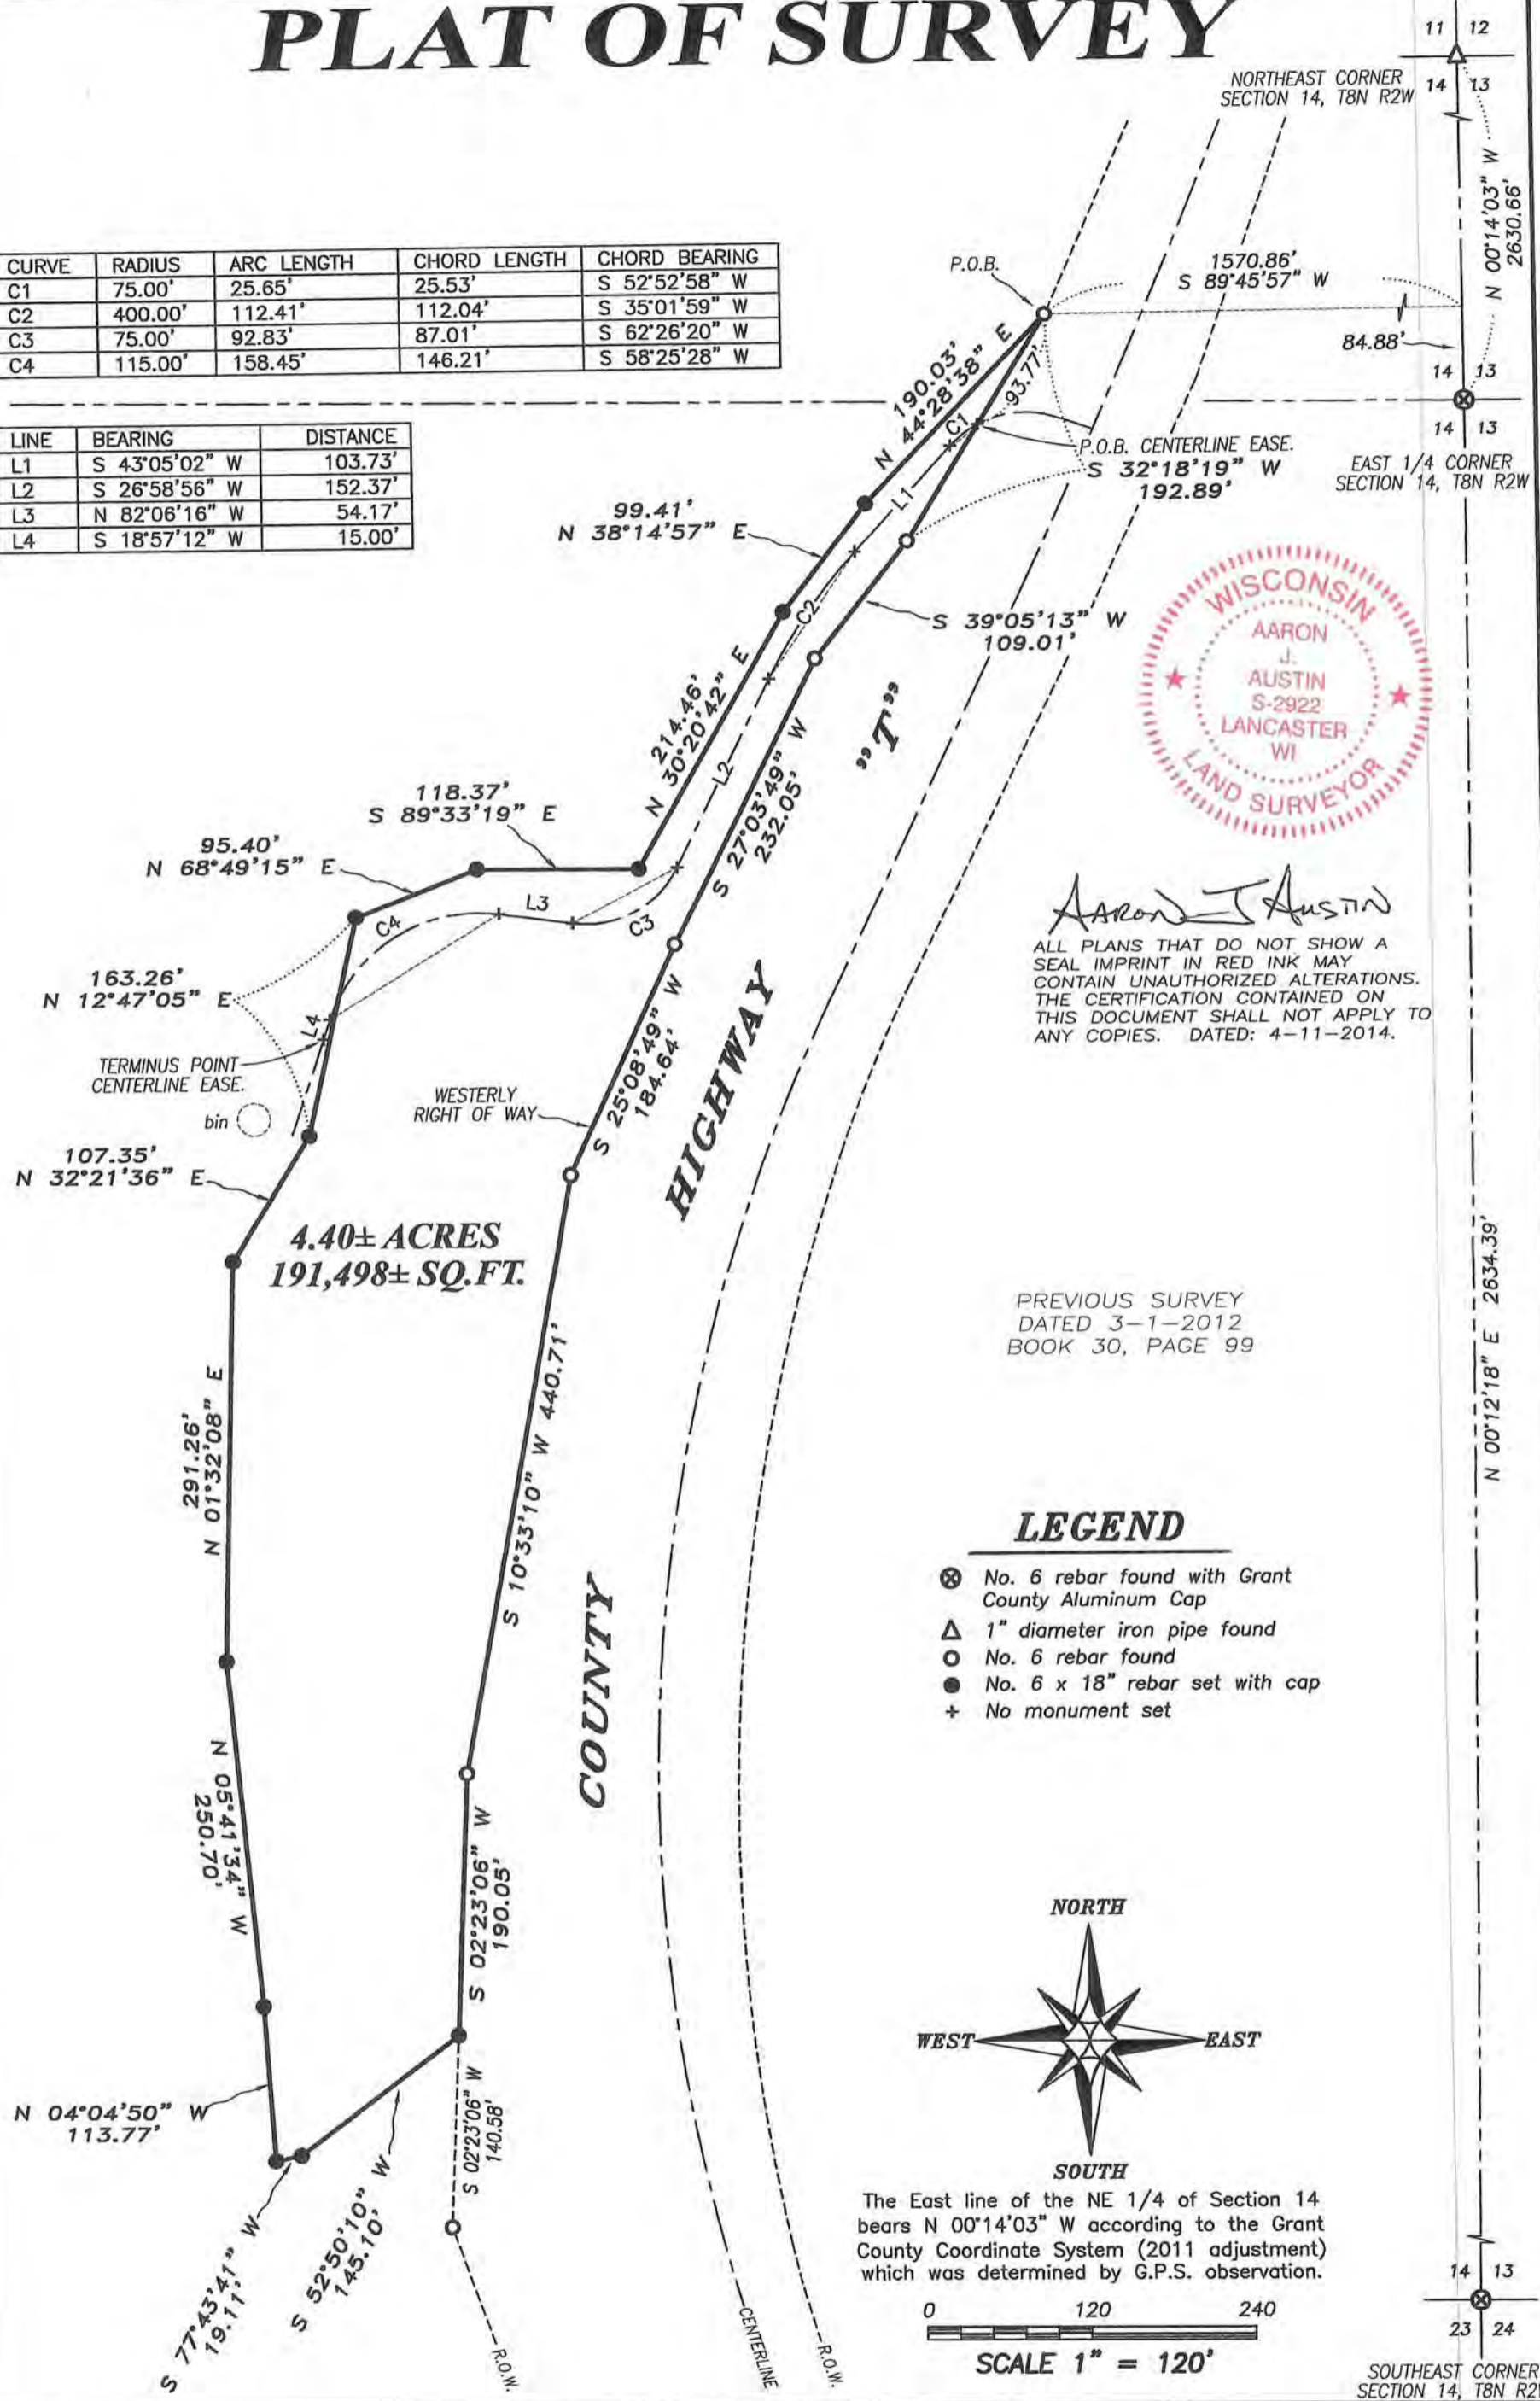 PLAT OF SURVEY
11 12
14 13
NORTHEAST CORNER
SECTION 14, T8N R2W
N 00°14'03" W
2630.66'
CURVE RADIUS ARC LENGTH CHORD LENGTH CHORD BEARING
C1 75.00' 25.65' 25.53' S 52°52'58" W
C2 400.00' 112.41' 112.04' S 35°01'59" W
C3 75.00' 92.83' 87.01' S 62°26'20" W
C4 115.00' 158.45' 146.21' S 58°25'28" W
LINE BEARING DISTANCE
L1 S 43°05'02" W 103.73'
L2 S 26°58'56" W 152.37'
L3 N 82°06'16" W 54.17'
L4 S 18°57'12" W 15.00'
P.O.B.
1570.86'
S 89°45'57" W
84.88'
14 13
14 13
EAST 1/4 CORNER
SECTION 14, T8N R2W
190.03'
N 44°28'38" E
93.77'
C1
P.O.B. CENTERLINE EASE.
S 32°18'19" W
192.89'
L1
99.41'
N 38°14'57" E
C2
S 39°05'13" W
109.01'
WISCONSIN
AARON
J.
AUSTIN
S-2922
LANCASTER
WI
LAND SURVEYOR
214.46'
N 30°20'42" E
L2
S 27°03'49" W
232.05'
"T"
118.37'
S 89°33'19" E
95.40'
N 68°49'15" E
L3
C3
C4
AARON J AUSTIN
ALL PLANS THAT DO NOT SHOW A
SEAL IMPRINT IN RED INK MAY
CONTAIN UNAUTHORIZED ALTERATIONS.
THE CERTIFICATION CONTAINED ON
THIS DOCUMENT SHALL NOT APPLY TO
ANY COPIES. DATED: 4-11-2014.
163.26'
N 12°47'05" E
L4
TERMINUS POINT
CENTERLINE EASE.
bin
WESTERLY
RIGHT OF WAY
S 25°08'49" W
184.64'
HIGHWAY
107.35'
N 32°21'36" E
4.40± ACRES
191,498± SQ.FT.
PREVIOUS SURVEY
DATED 3-1-2012
BOOK 30, PAGE 99
N 00°12'18" E 2634.39'
291.26'
N 01°32'08" E
S 10°33'10" W 440.71'
COUNTY
LEGEND
No. 6 rebar found with Grant
County Aluminum Cap
1" diameter iron pipe found
No. 6 rebar found
No. 6 x 18" rebar set with cap
No monument set
N 05°41'34" W
250.70'
S 02°23'06" W
190.05'
NORTH
WEST
EAST
SOUTH
N 04°04'50" W
113.77'
S 02°23'06" W
140.58'
S 77°43'41" W
19.11'
S 52°50'10" W
145.10'
R.O.W.
CENTERLINE
R.O.W.
The East line of the NE 1/4 of Section 14
bears N 00°14'03" W according to the Grant
County Coordinate System (2011 adjustment)
which was determined by G.P.S. observation.
0 120 240
SCALE 1" = 120'
14 13
23 24
SOUTHEAST CORNER
SECTION 14, T8N R2